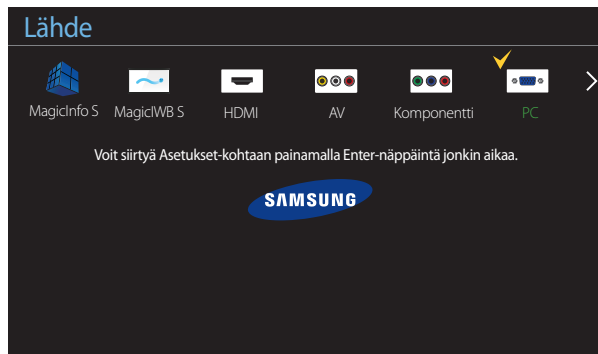 Lähde
MagicInfo S MagicIWB S HDMI AV Komponentti PC
Voit siirtyä Asetukset-kohtaan painamalla Enter-näppäintä jonkin aikaa.
SAMSUNG